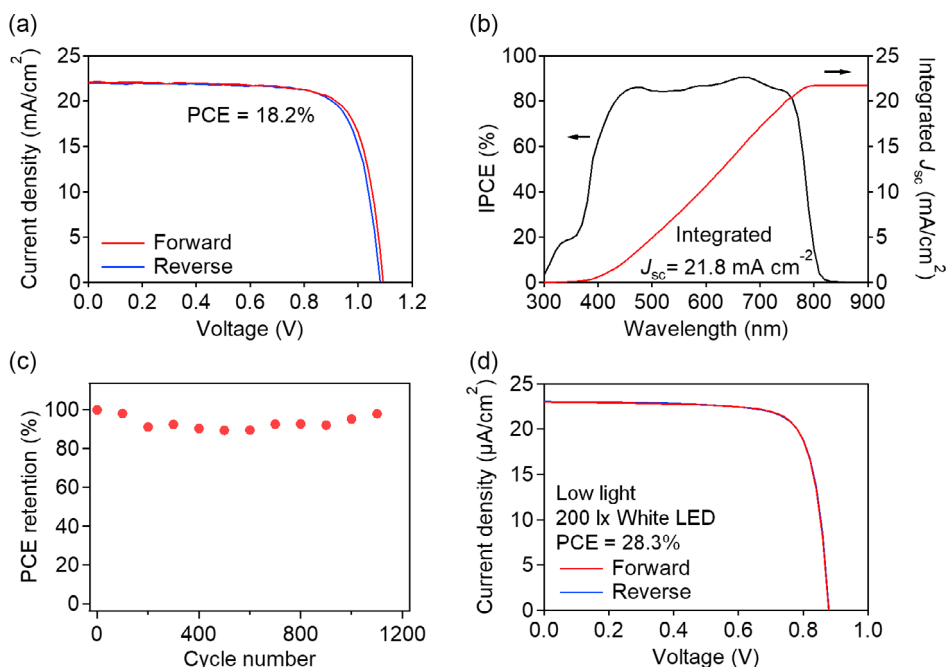 (a)
25
20
15
10
5
0
Current density (mA/cm²)
PCE = 18.2%
Forward
Reverse
0.0 0.2 0.4 0.6 0.8 1.0 1.2
Voltage (V)
(b)
100
80
60
40
20
0
IPCE (%)
25
20
15
10
5
0
Integrated Jsc (mA/cm²)
Integrated
Jsc= 21.8 mA cm⁻²
300 400 500 600 700 800 900
Wavelength (nm)
(c)
100
80
60
40
20
0
PCE retention (%)
0 400 800 1200
Cycle number
(d)
25
20
15
10
5
0
Current density (µA/cm²)
Low light
200 lx White LED
PCE = 28.3%
Forward
Reverse
0.0 0.2 0.4 0.6 0.8 1.0
Voltage (V)